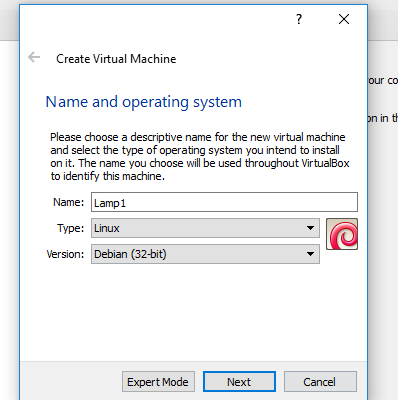 ?
Create Virtual Machine
Name and operating system
Please choose a descriptive name for the new virtual machine
and select the type of operating system you intend to install
on it. The name you choose will be used throughout VirtualBox
to identify this machine.
Name: Lamp1
Type: Linux
Version: Debian (32-bit)
Expert Mode Next Cancel
our co
on in th